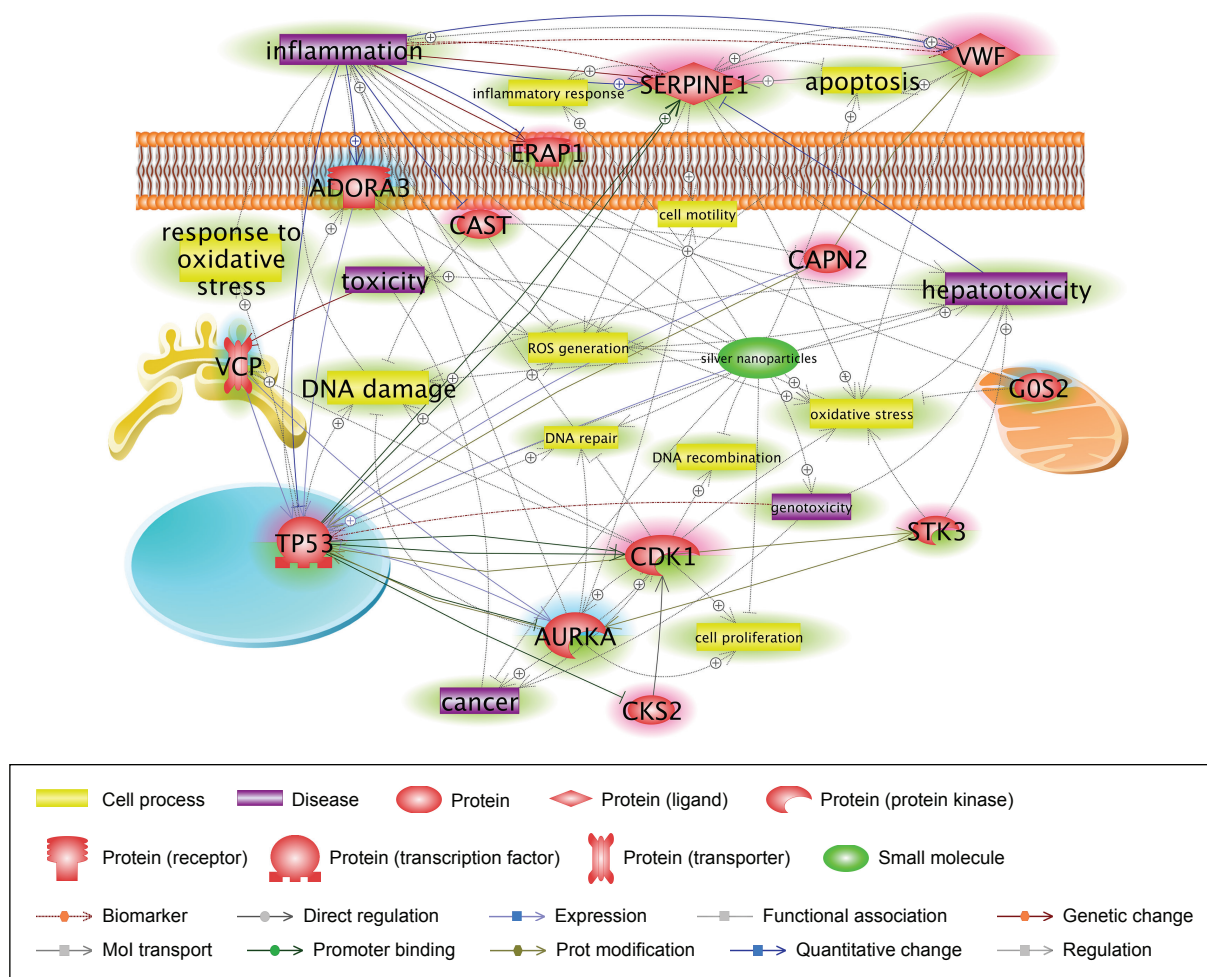 inflammation
VWF
SERPINE1
apoptosis
inflammatory response
ERAP1
ADORA3
CAST
cell motility
response to
oxidative
stress
CAPN2
toxicity
hepatotoxicity
VCP
ROS generation
silver nanoparticles
DNA damage
G0S2
oxidative stress
DNA repair
DNA recombination
genotoxicity
TP53
CDK1
STK3
AURKA
cell proliferation
cancer
CKS2
Cell process
Disease
Protein
Protein (ligand)
Protein (protein kinase)
Protein (receptor)
Protein (transcription factor)
Protein (transporter)
Small molecule
Biomarker
Direct regulation
Expression
Functional association
Genetic change
Mol transport
Promoter binding
Prot modification
Quantitative change
Regulation